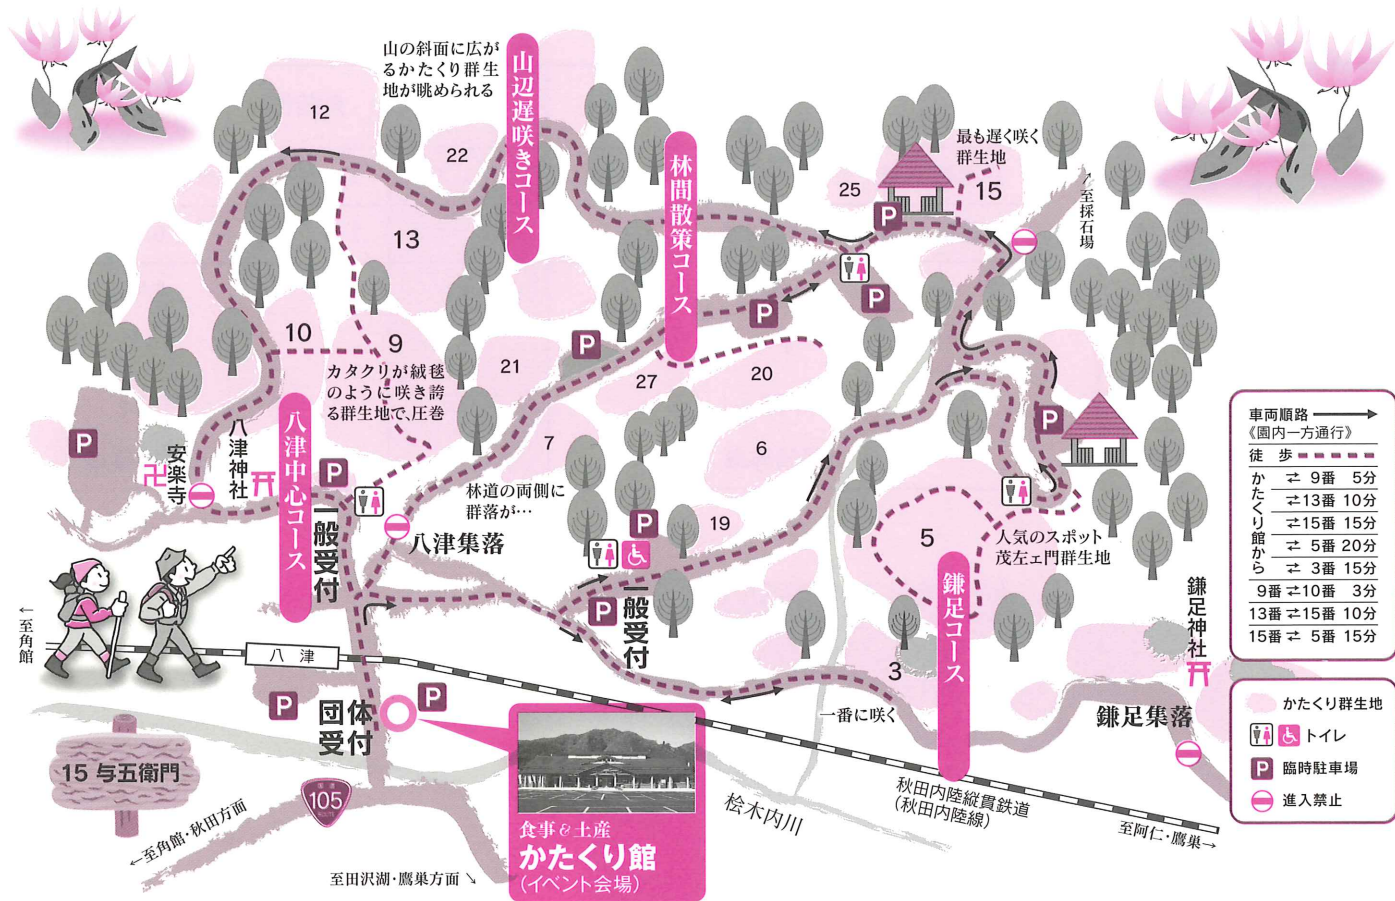 山の斜面に広が
るかたくり群生
地が眺められる
山辺遅咲きコース
12
22
13
林間散策コース
最も遅く咲く
群生地
25
15
P
至採石場
P
P
10
9
カタクリが絨毯
のように咲き誇
る群生地で、圧巻
21
P
27
20
7
6
P
安楽寺
八津神社
八津中心コース
P
一般受付
林道の両側に
群落が…
八津集落
P
19
P
一般受付
5
人気のスポット
茂左ェ門群生地
鎌足コース
鎌足神社
鎌足集落
3
一番に咲く
←至角館
八津
P
団体
受付
P
15 与五衛門
国道
105
ROUTE
←至角館・秋田方面
至田沢湖・鷹巣方面↘
食事&土産
かたくり館
(イベント会場)
桧木内川
秋田内陸縦貫鉄道
(秋田内陸線)
至阿仁・鷹巣→
車両順路
《園内一方通行》
徒歩
かたくり館から
⇄ 9番 5分
⇄13番 10分
⇄15番 15分
⇄ 5番 20分
⇄ 3番 15分
9番⇄10番 3分
13番⇄15番 10分
15番⇄ 5番 15分
かたくり群生地
トイレ
P 臨時駐車場
進入禁止